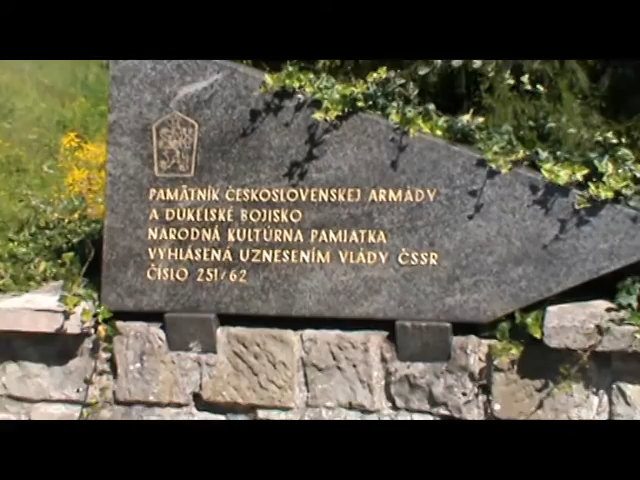 PAMÄTNÍK ČESKOSLOVENSKEJ ARMÁDY
A DUKELSKÉ BOJISKO
NÁRODNÁ KULTÚRNA PAMIATKA
VYHLÁSENÁ UZNESENÍM VLÁDY ČSSR
ČÍSLO 251/62